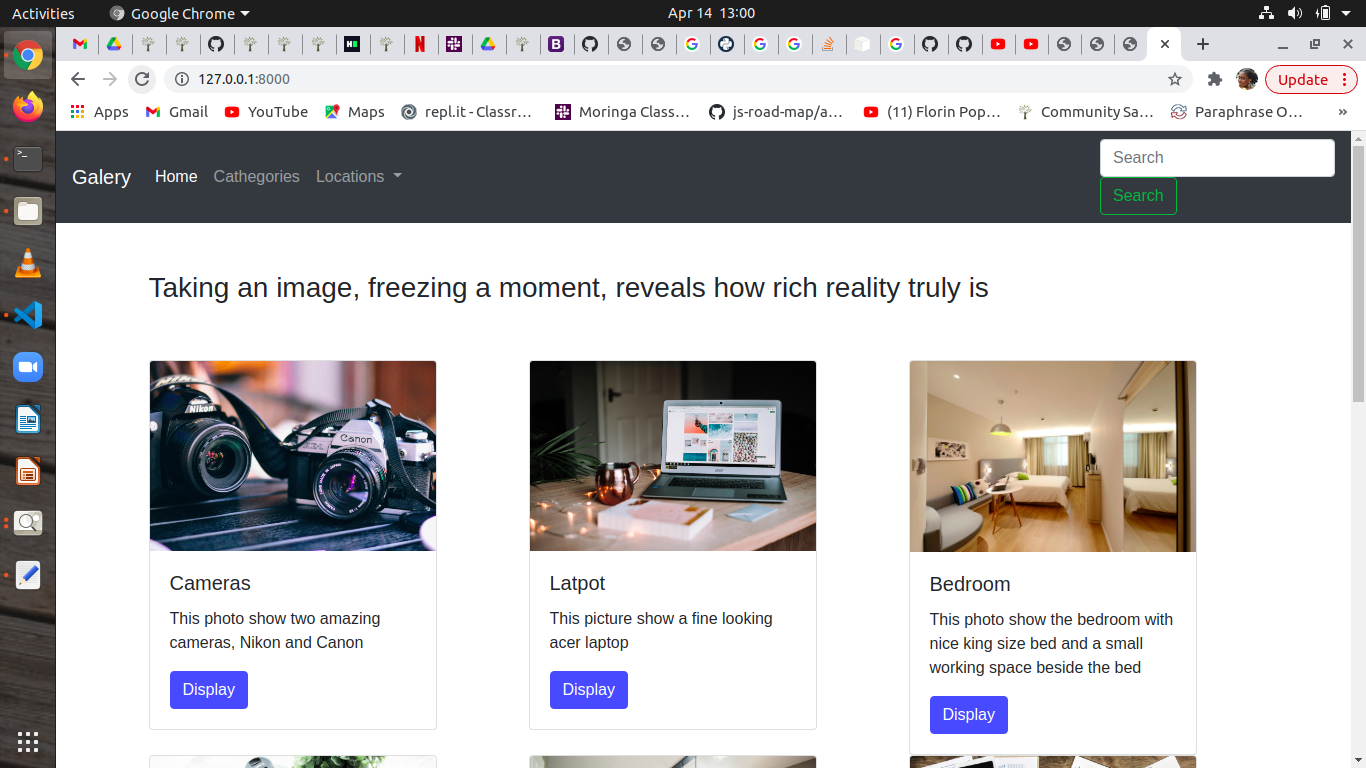 Activities
Google Chrome
Apr 14 13:00
127.0.0.1:8000
Update
Apps
Gmail
YouTube
Maps
repl.it - Classr…
Moringa Class…
js-road-map/a…
(11) Florin Pop…
Community Sa…
Paraphrase O…
»
Galery
Home
Cathegories
Locations
Search
Search
Taking an image, freezing a moment, reveals how rich reality truly is
Nikon
Canon
acer
Cameras
This photo show two amazing
cameras, Nikon and Canon
Display
Latpot
This picture show a fine looking
acer laptop
Display
Bedroom
This photo show the bedroom with
nice king size bed and a small
working space beside the bed
Display